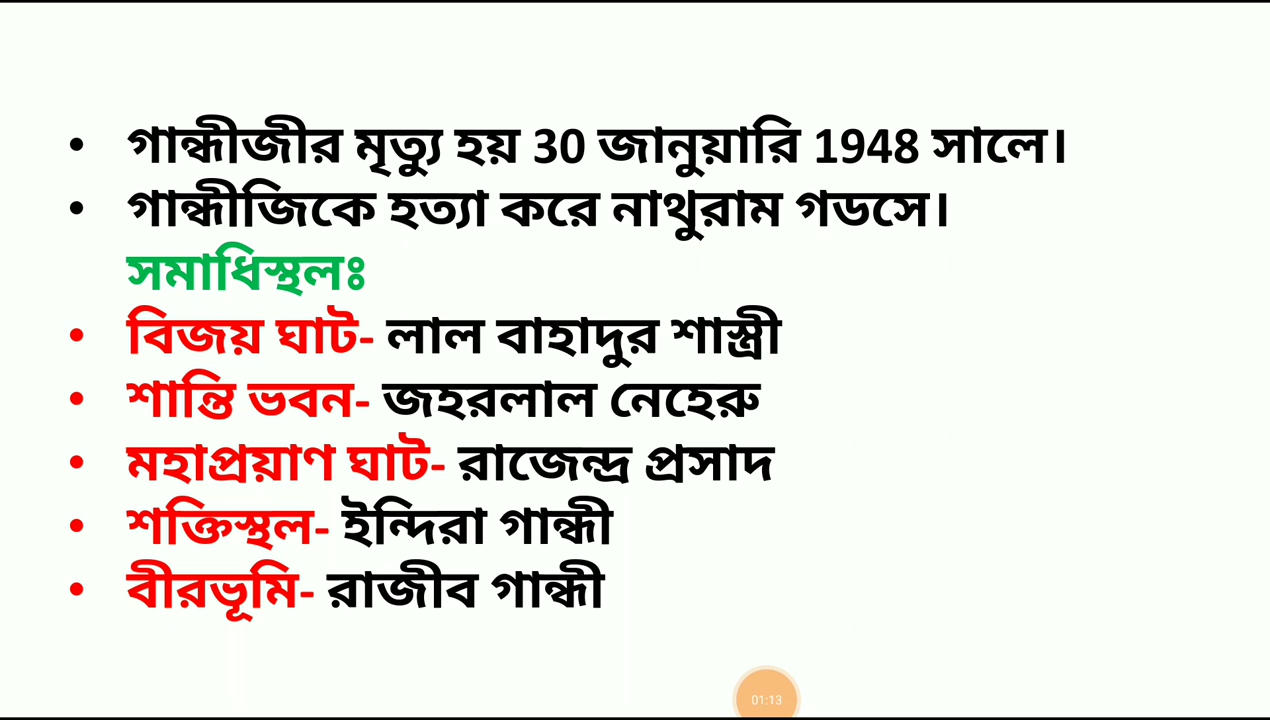 • গান্ধীজীর মৃত্যু হয় 30 জানুয়ারি 1948 সালে।
• গান্ধীজিকে হত্যা করে নাথুরাম গডসে।
সমাধিস্থলঃ
• বিজয় ঘাট- লাল বাহাদুর শাস্ত্রী
• শান্তি ভবন- জহরলাল নেহেরু
• মহাপ্রয়াণ ঘাট- রাজেন্দ্র প্রসাদ
• শক্তিস্থল- ইন্দিরা গান্ধী
• বীরভূমি- রাজীব গান্ধী
01:13